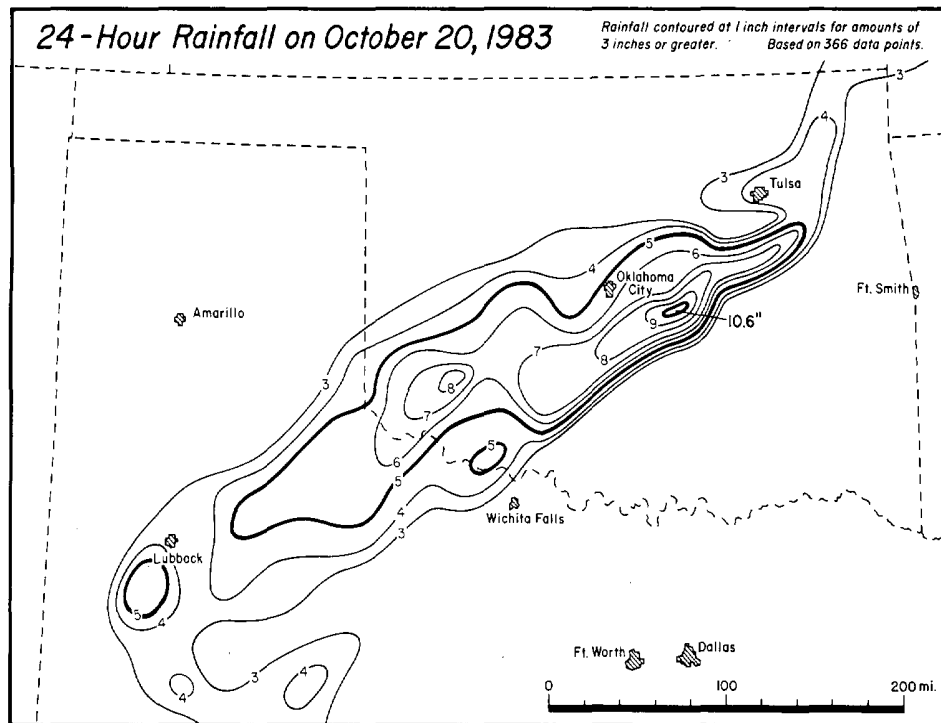 24-Hour Rainfall on October 20, 1983
Rainfall contoured at 1 inch intervals for amounts of
3 inches or greater. Based on 366 data points.
3
4
3
Tulsa
5
4
6
Oklahoma
City
Ft. Smith
Amarillo
9
10.6"
7
8
3
8
7
6
5
5
4
Wichita Falls
3
Lubback
5
4
3
4
4
Ft. Worth
Dallas
0
100
200 mi.